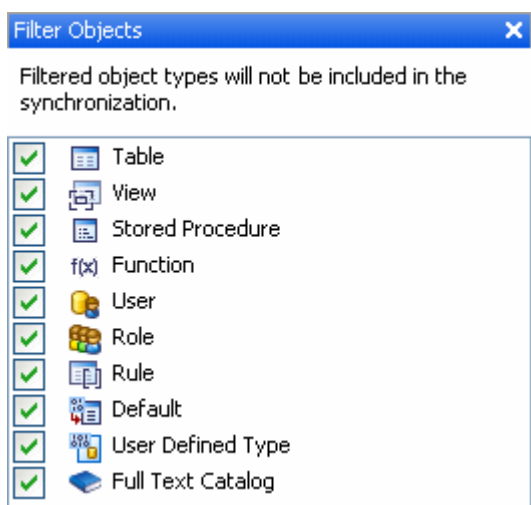 Filter Objects
Filtered object types will not be included in the
synchronization.
Table
View
Stored Procedure
f(x) Function
User
Role
Rule
Default
User Defined Type
Full Text Catalog